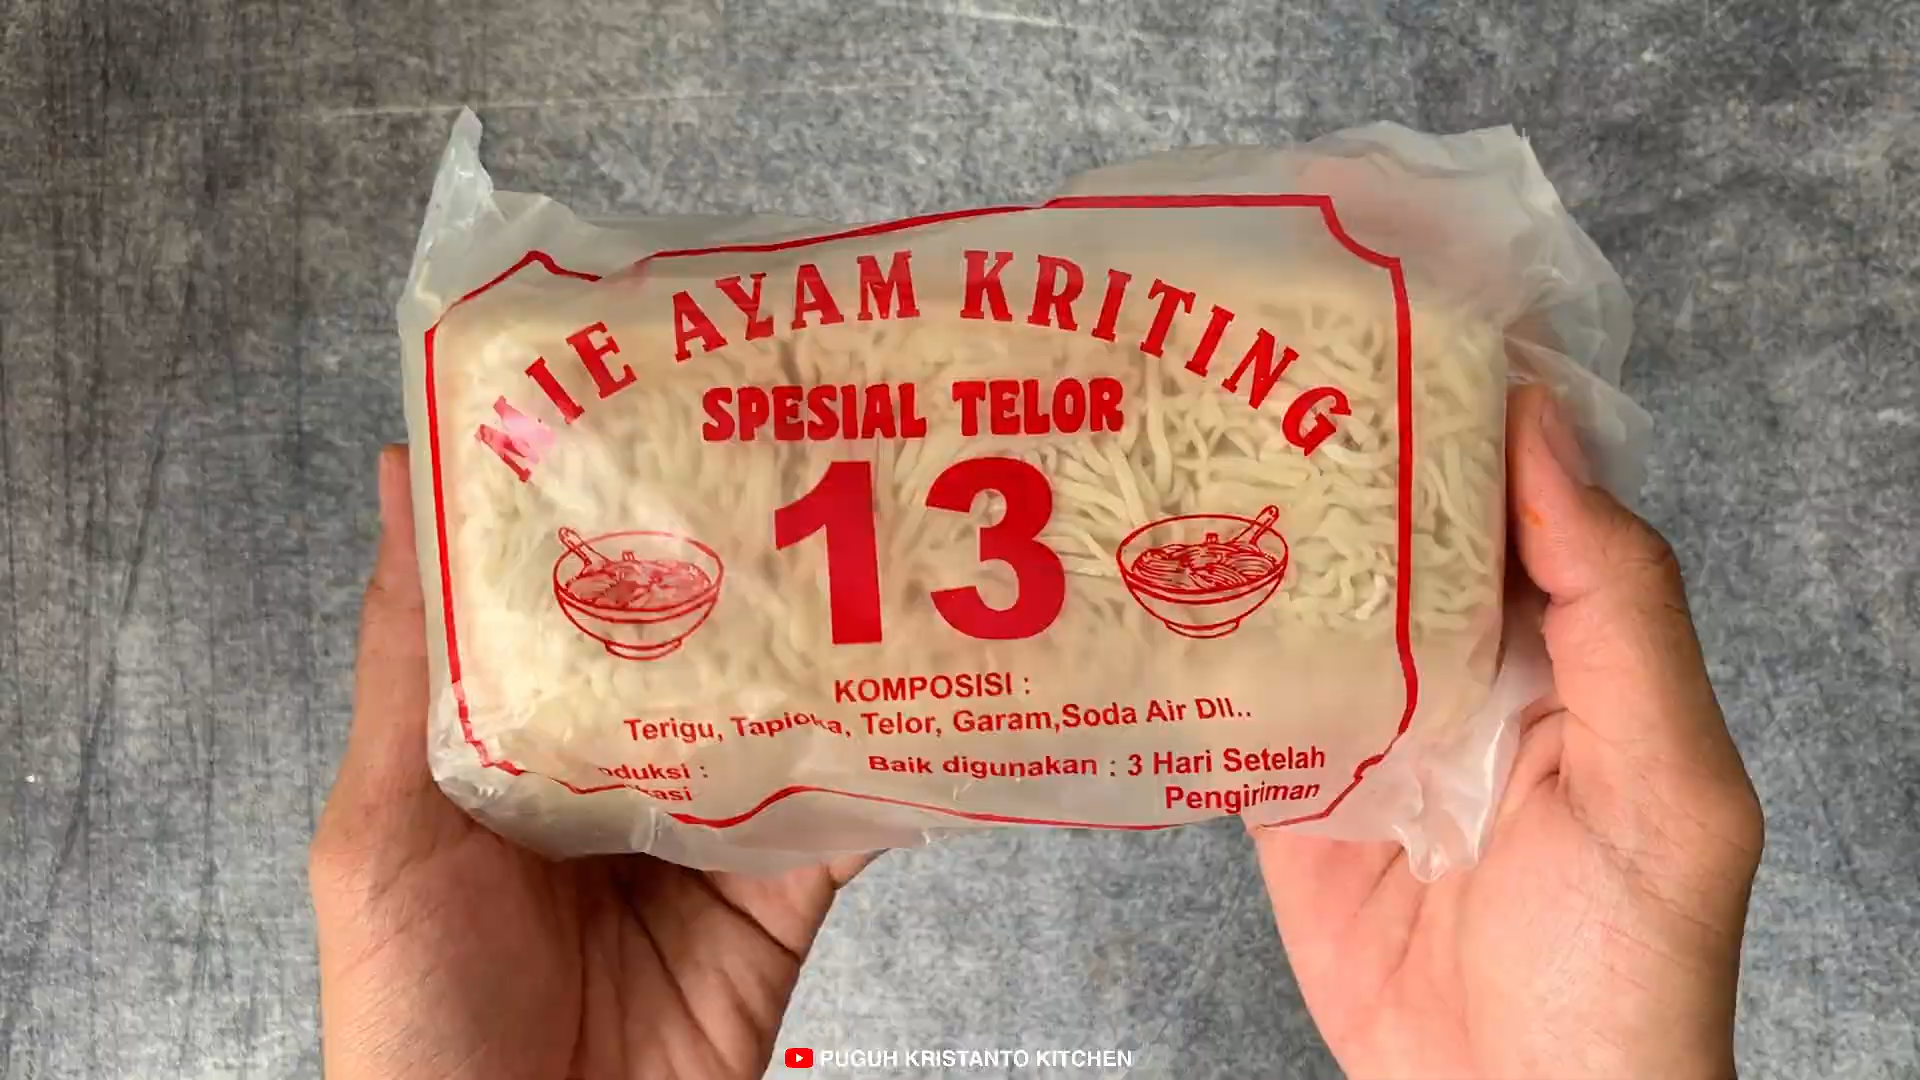 MIE AYAM KRITING
SPESIAL TELOR
13
KOMPOSISI :
Terigu, Tapioka, Telor, Garam,Soda Air Dll..
oduksi :
Baik digunakan : 3 Hari Setelah
Pengiriman
PUGUH KRISTANTO KITCHEN